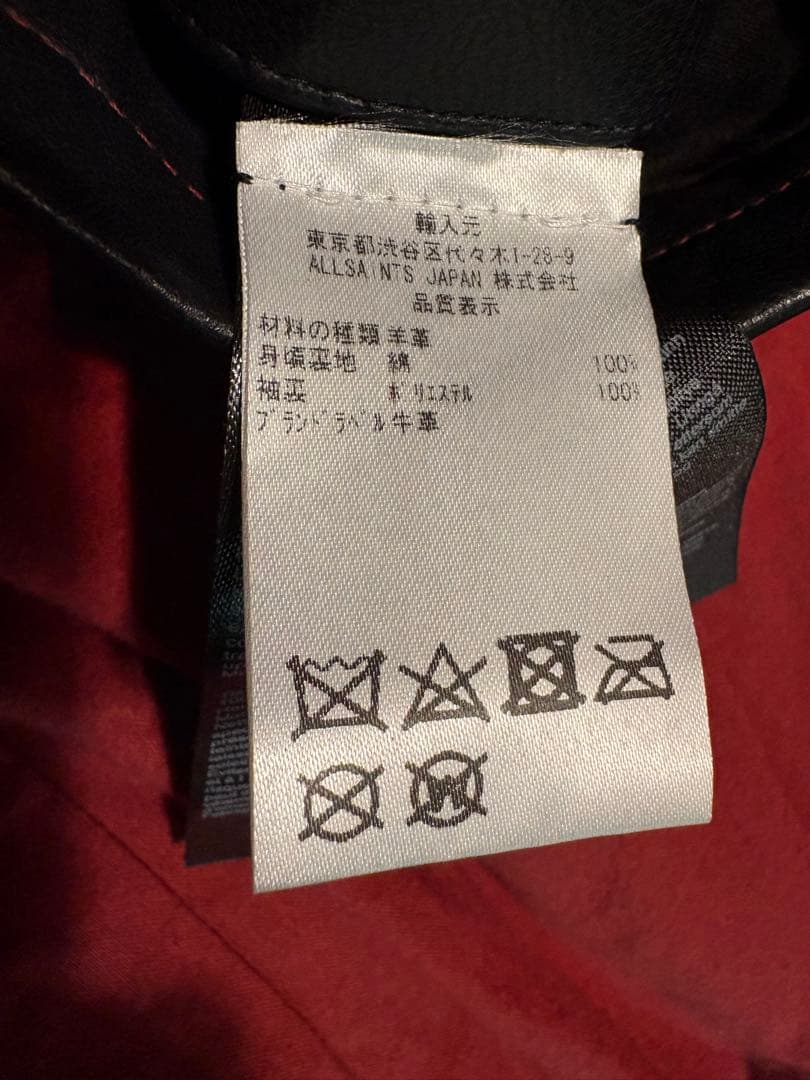 輸入元
東京都渋谷区代々木1-28-9
ALLSAINTS JAPAN 株式会社
品質表示
材料の種類 羊革
身頃裏地 綿 100%
袖裏 ポリエステル 100%
ブランドラベル 牛革